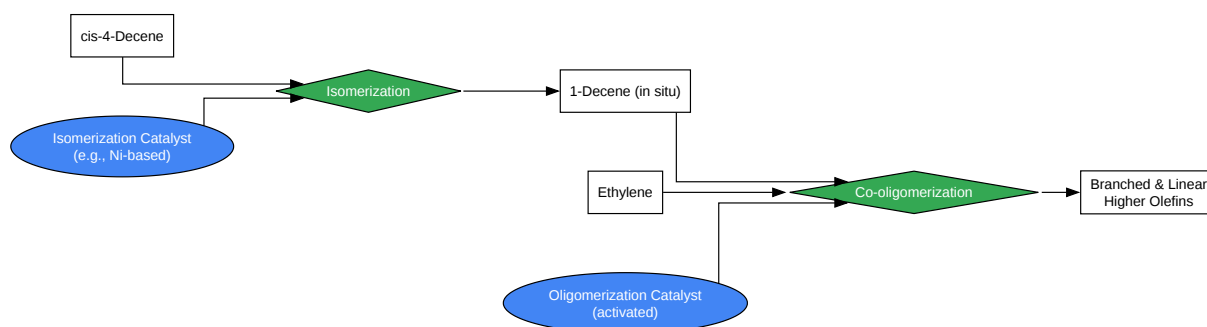 cis-4-Decene
Isomerization
1-Decene (in situ)
Isomerization Catalyst
(e.g., Ni-based)
Ethylene
Co-oligomerization
Branched & Linear
Higher Olefins
Oligomerization Catalyst
(activated)